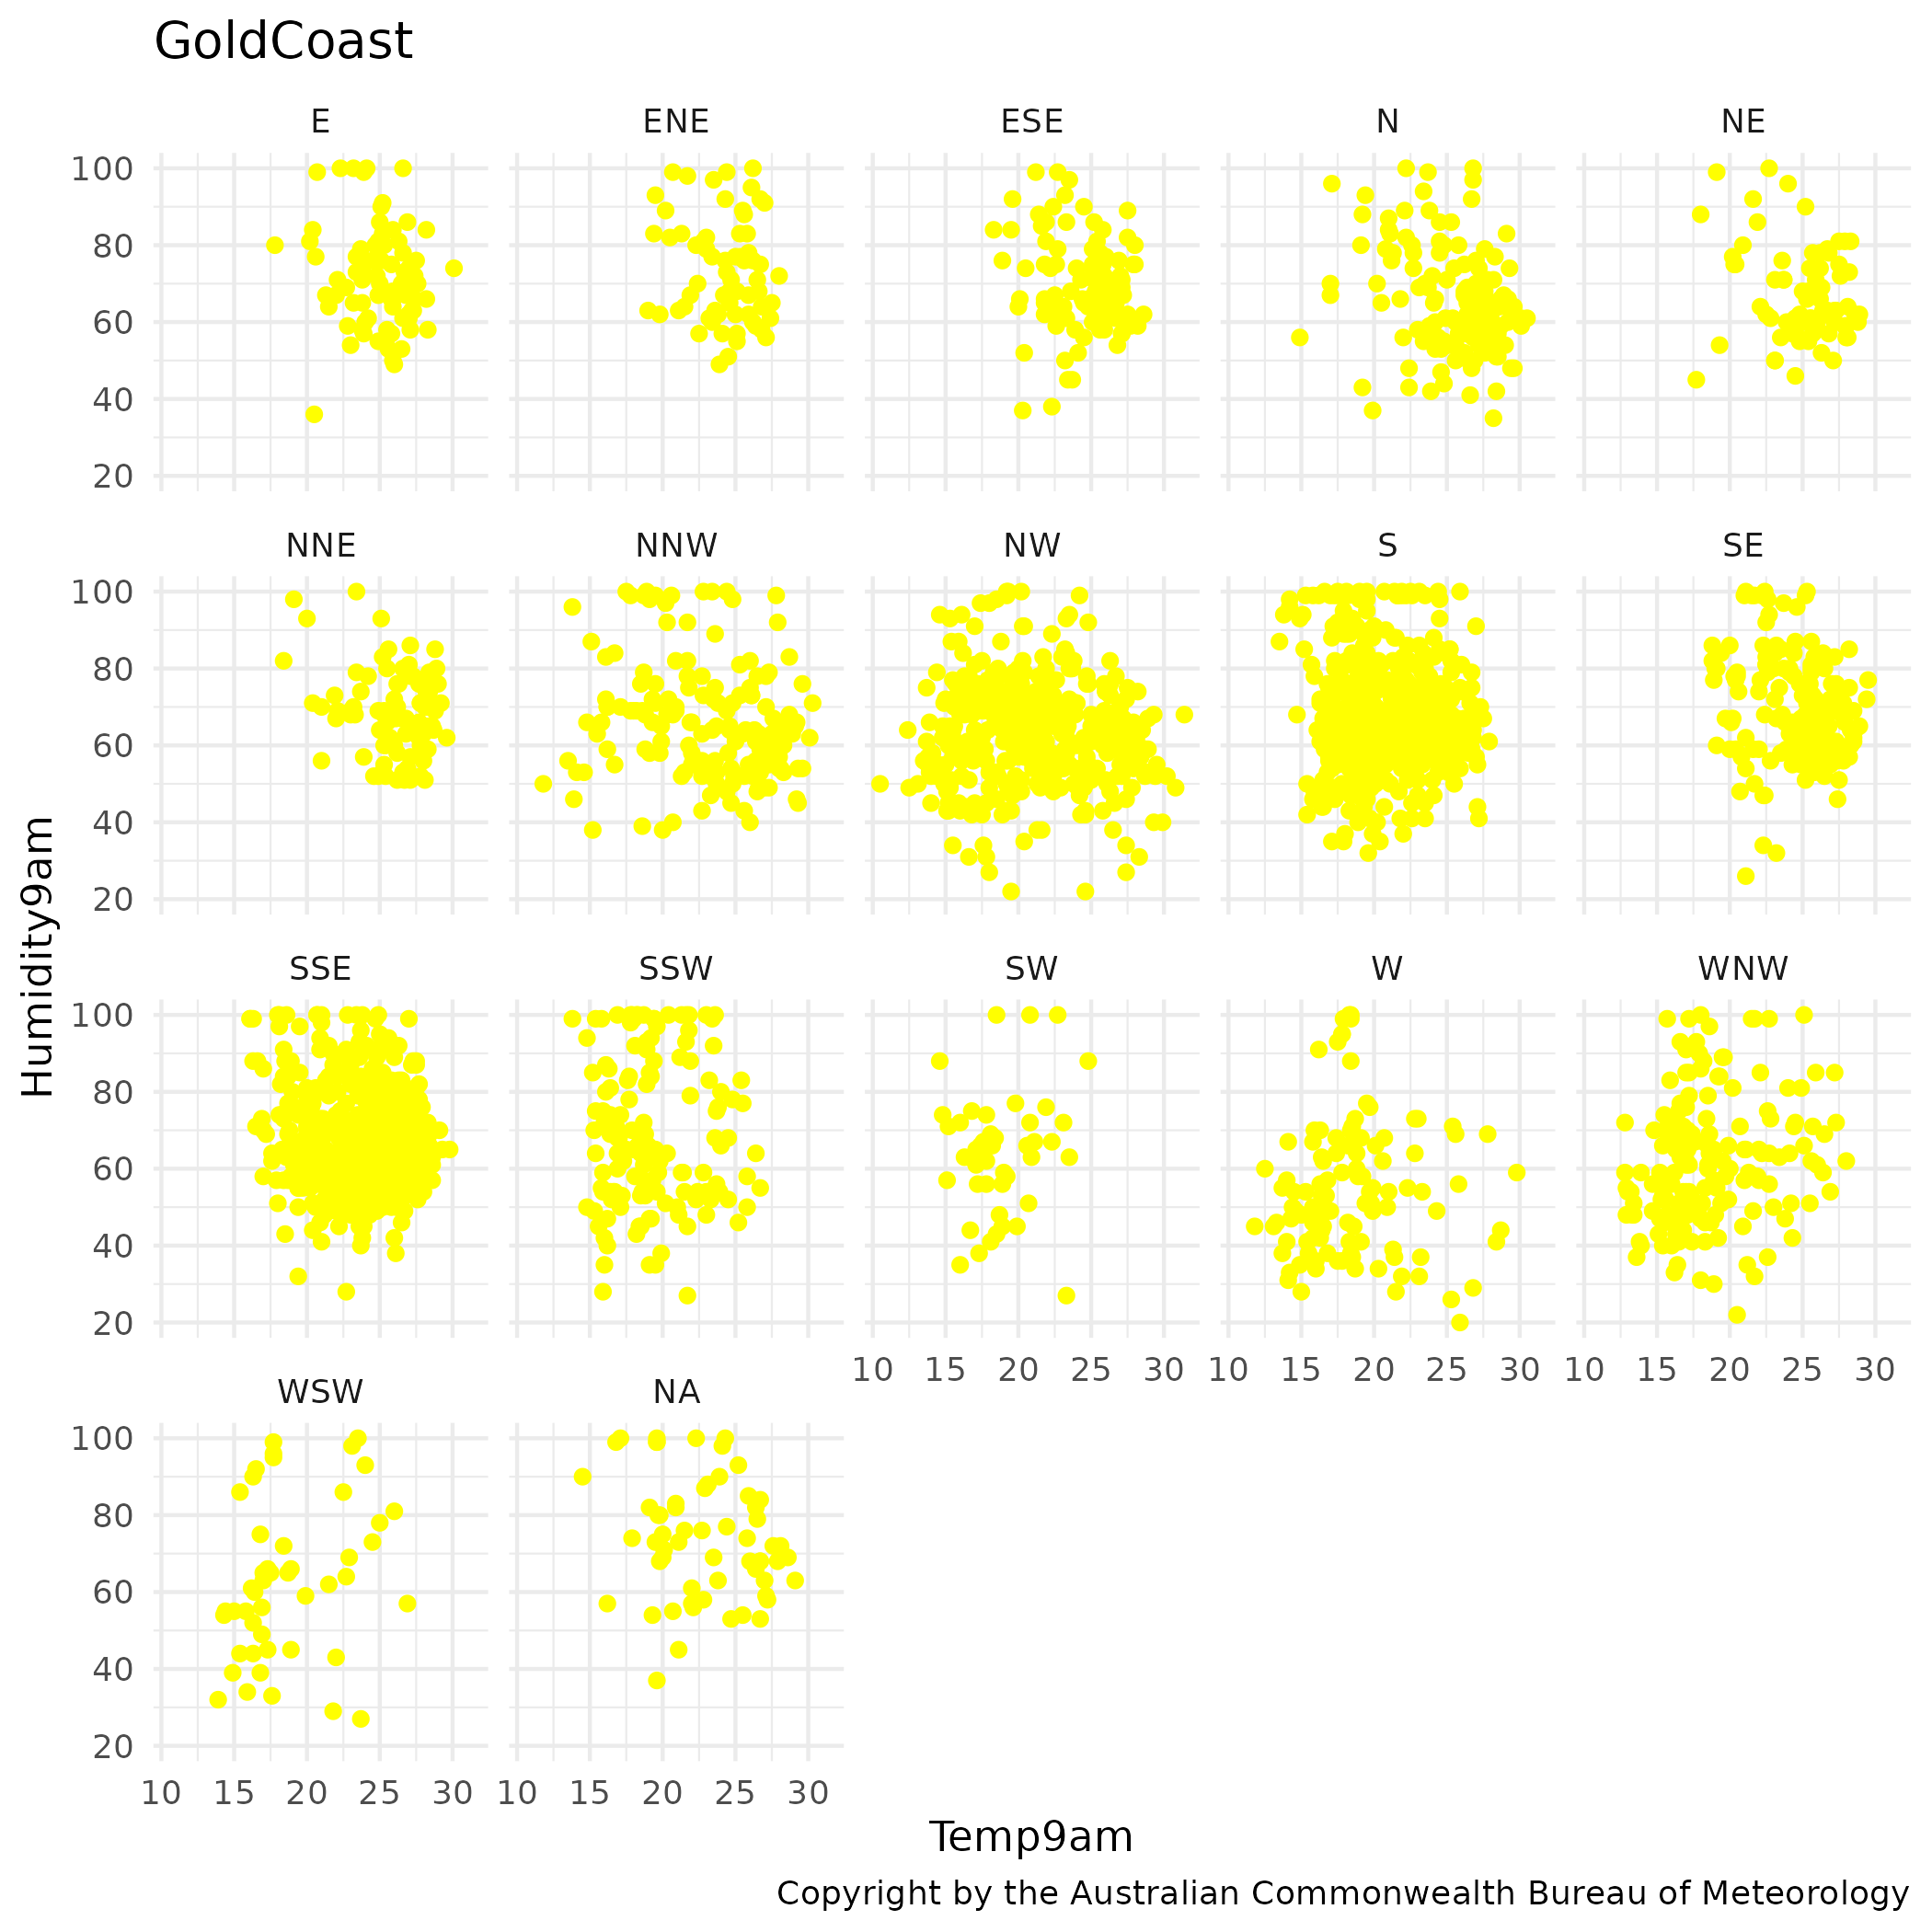 GoldCoast
E ENE ESE N NE
100
80
60
40
20
NNE NNW NW S SE
100
80
60
40
20
Humidity9am
SSE SSW SW W WNW
100
80
60
40
20
10 15 20 25 30 10 15 20 25 30 10 15 20 25 30
WSW NA
100
80
60
40
20
10 15 20 25 30 10 15 20 25 30
Temp9am
Copyright by the Australian Commonwealth Bureau of Meteorology